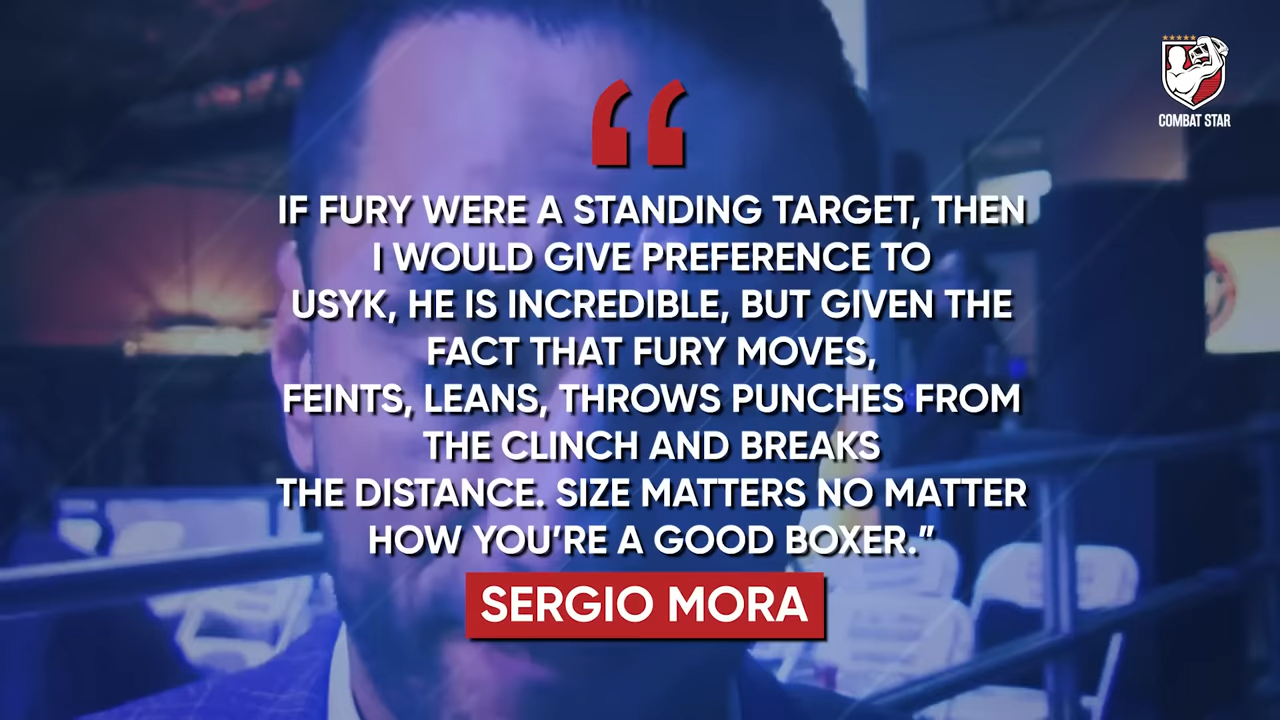 COMBAT STAR
“
IF FURY WERE A STANDING TARGET, THEN
I WOULD GIVE PREFERENCE TO
USYK, HE IS INCREDIBLE, BUT GIVEN THE
FACT THAT FURY MOVES,
FEINTS, LEANS, THROWS PUNCHES FROM
THE CLINCH AND BREAKS
THE DISTANCE. SIZE MATTERS NO MATTER
HOW YOU’RE A GOOD BOXER.”
SERGIO MORA